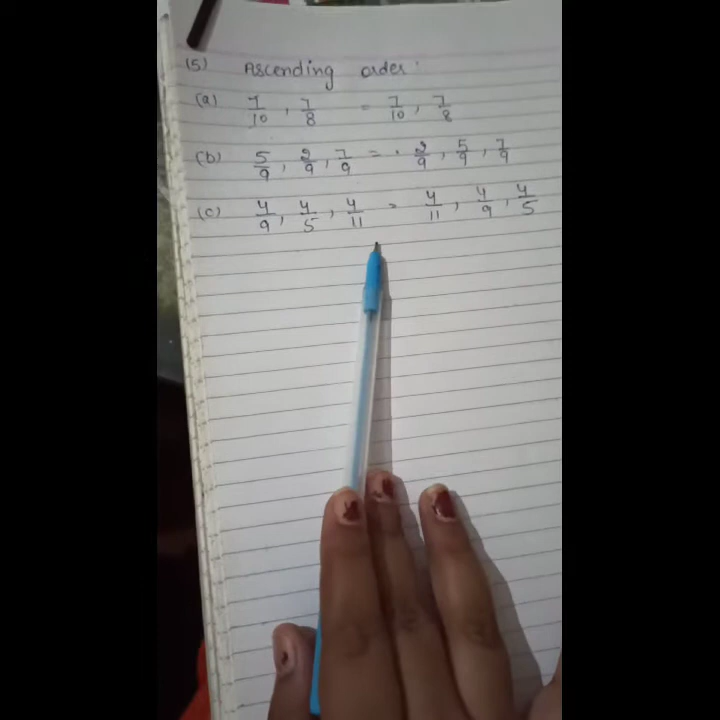 (5) Ascending order
(a) 7/10, 7/8 = 7/10, 7/8
(b) 5/9, 2/9, 7/9 = 2/9, 5/9, 7/9
(c) 4/9, 4/5, 4/11 = 4/11, 4/9, 4/5